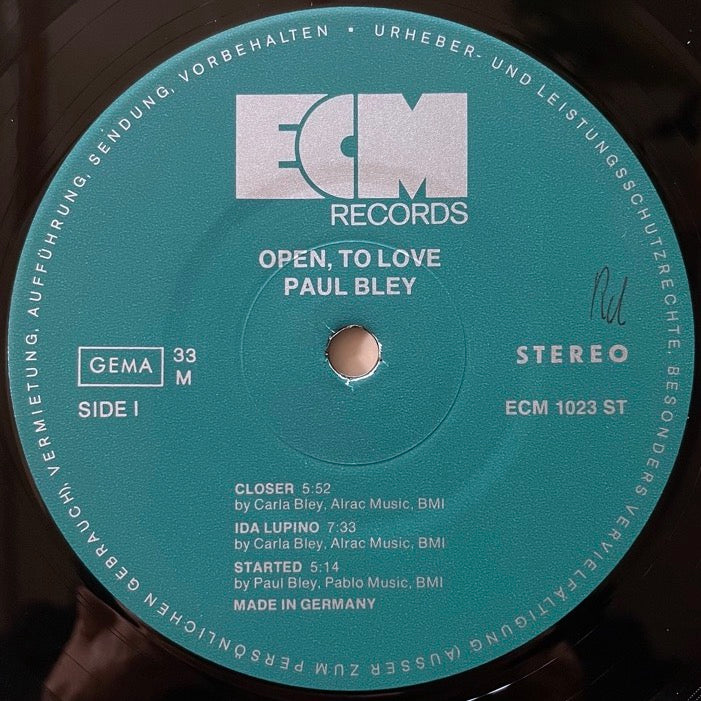 URHEBER- UND LEISTUNGSSCHUTZRECHTE, BESONDERS VERVIELFÄLTIGUNG (AUSSER ZUM PERSÖNLICHEN GEBRAUCH), VERMIETUNG, AUFFÜHRUNG, SENDUNG, VORBEHALTEN •
ECM
RECORDS
OPEN, TO LOVE
PAUL BLEY
GEMA 33
M
STEREO
SIDE I
ECM 1023 ST
CLOSER 5:52
by Carla Bley, Alrac Music, BMI
IDA LUPINO 7:33
by Carla Bley, Alrac Music, BMI
STARTED 5:14
by Paul Bley, Pablo Music, BMI
MADE IN GERMANY